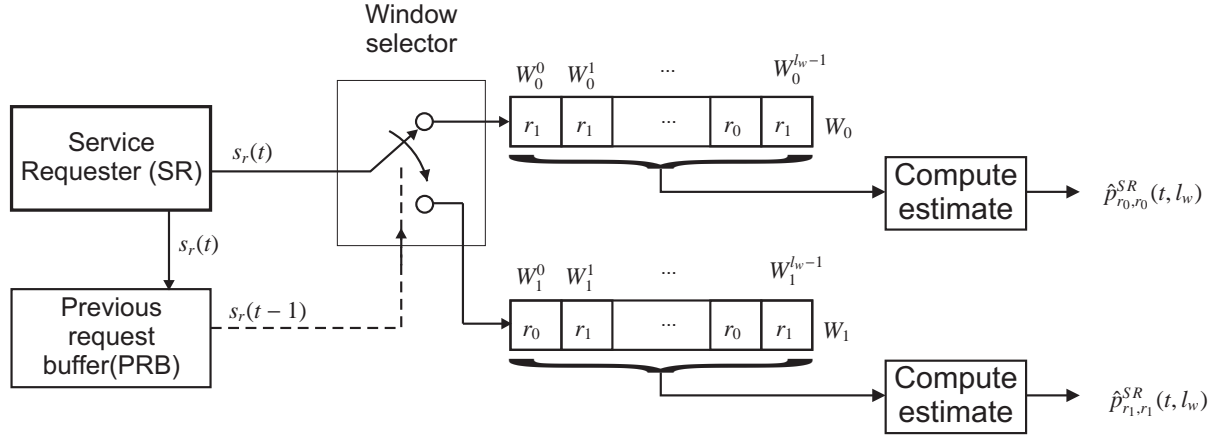 Window
selector
Service
Requester (SR)
s_r(t)
s_r(t)
Previous
request
buffer(PRB)
s_r(t − 1)
W_0^0 W_0^1 ... W_0^{l_w−1}
r_1 r_1 ... r_0 r_1 W_0
Compute
estimate
p̂_{r_0,r_0}^{SR}(t, l_w)
W_1^0 W_1^1 ... W_1^{l_w−1}
r_0 r_1 ... r_0 r_1 W_1
Compute
estimate
p̂_{r_1,r_1}^{SR}(t, l_w)